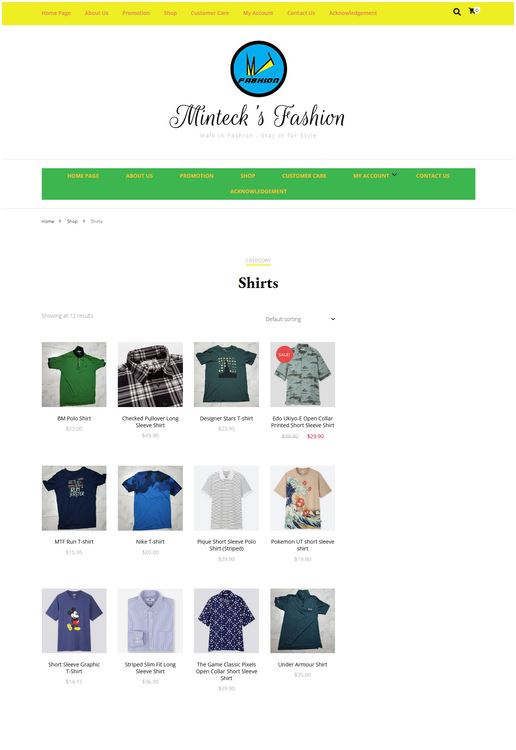 Home Page About Us Promotion Shop Customer Care My Account Contact Us Acknowledgement 0
MT
FASHION
Minteck's Fashion
Walk in Fashion , Stay in for Style
HOME PAGE ABOUT US PROMOTION SHOP CUSTOMER CARE MY ACCOUNT CONTACT US
ACKNOWLEDGEMENT
Home Shop Shirts
CATEGORY
Shirts
Showing all 12 results
Default sorting
SALE!
BM Polo Shirt
$23.00
Checked Pullover Long
Sleeve Shirt
$49.90
Designer Stars T-shirt
$23.95
Edo Ukiyo-E Open Collar
Printed Short Sleeve Shirt
$39.90 $29.90
MTF Run T-shirt
$15.95
Nike T-shirt
$20.00
Pique Short Sleeve Polo
Shirt (Striped)
$29.90
Pokemon UT short sleeve
shirt
$19.90
Short Sleeve Graphic
T-Shirt
$14.15
Striped Slim Fit Long
Sleeve Shirt
$36.90
The Game Classic Pixels
Open Collar Short Sleeve
Shirt
$29.90
Under Armour Shirt
$35.00